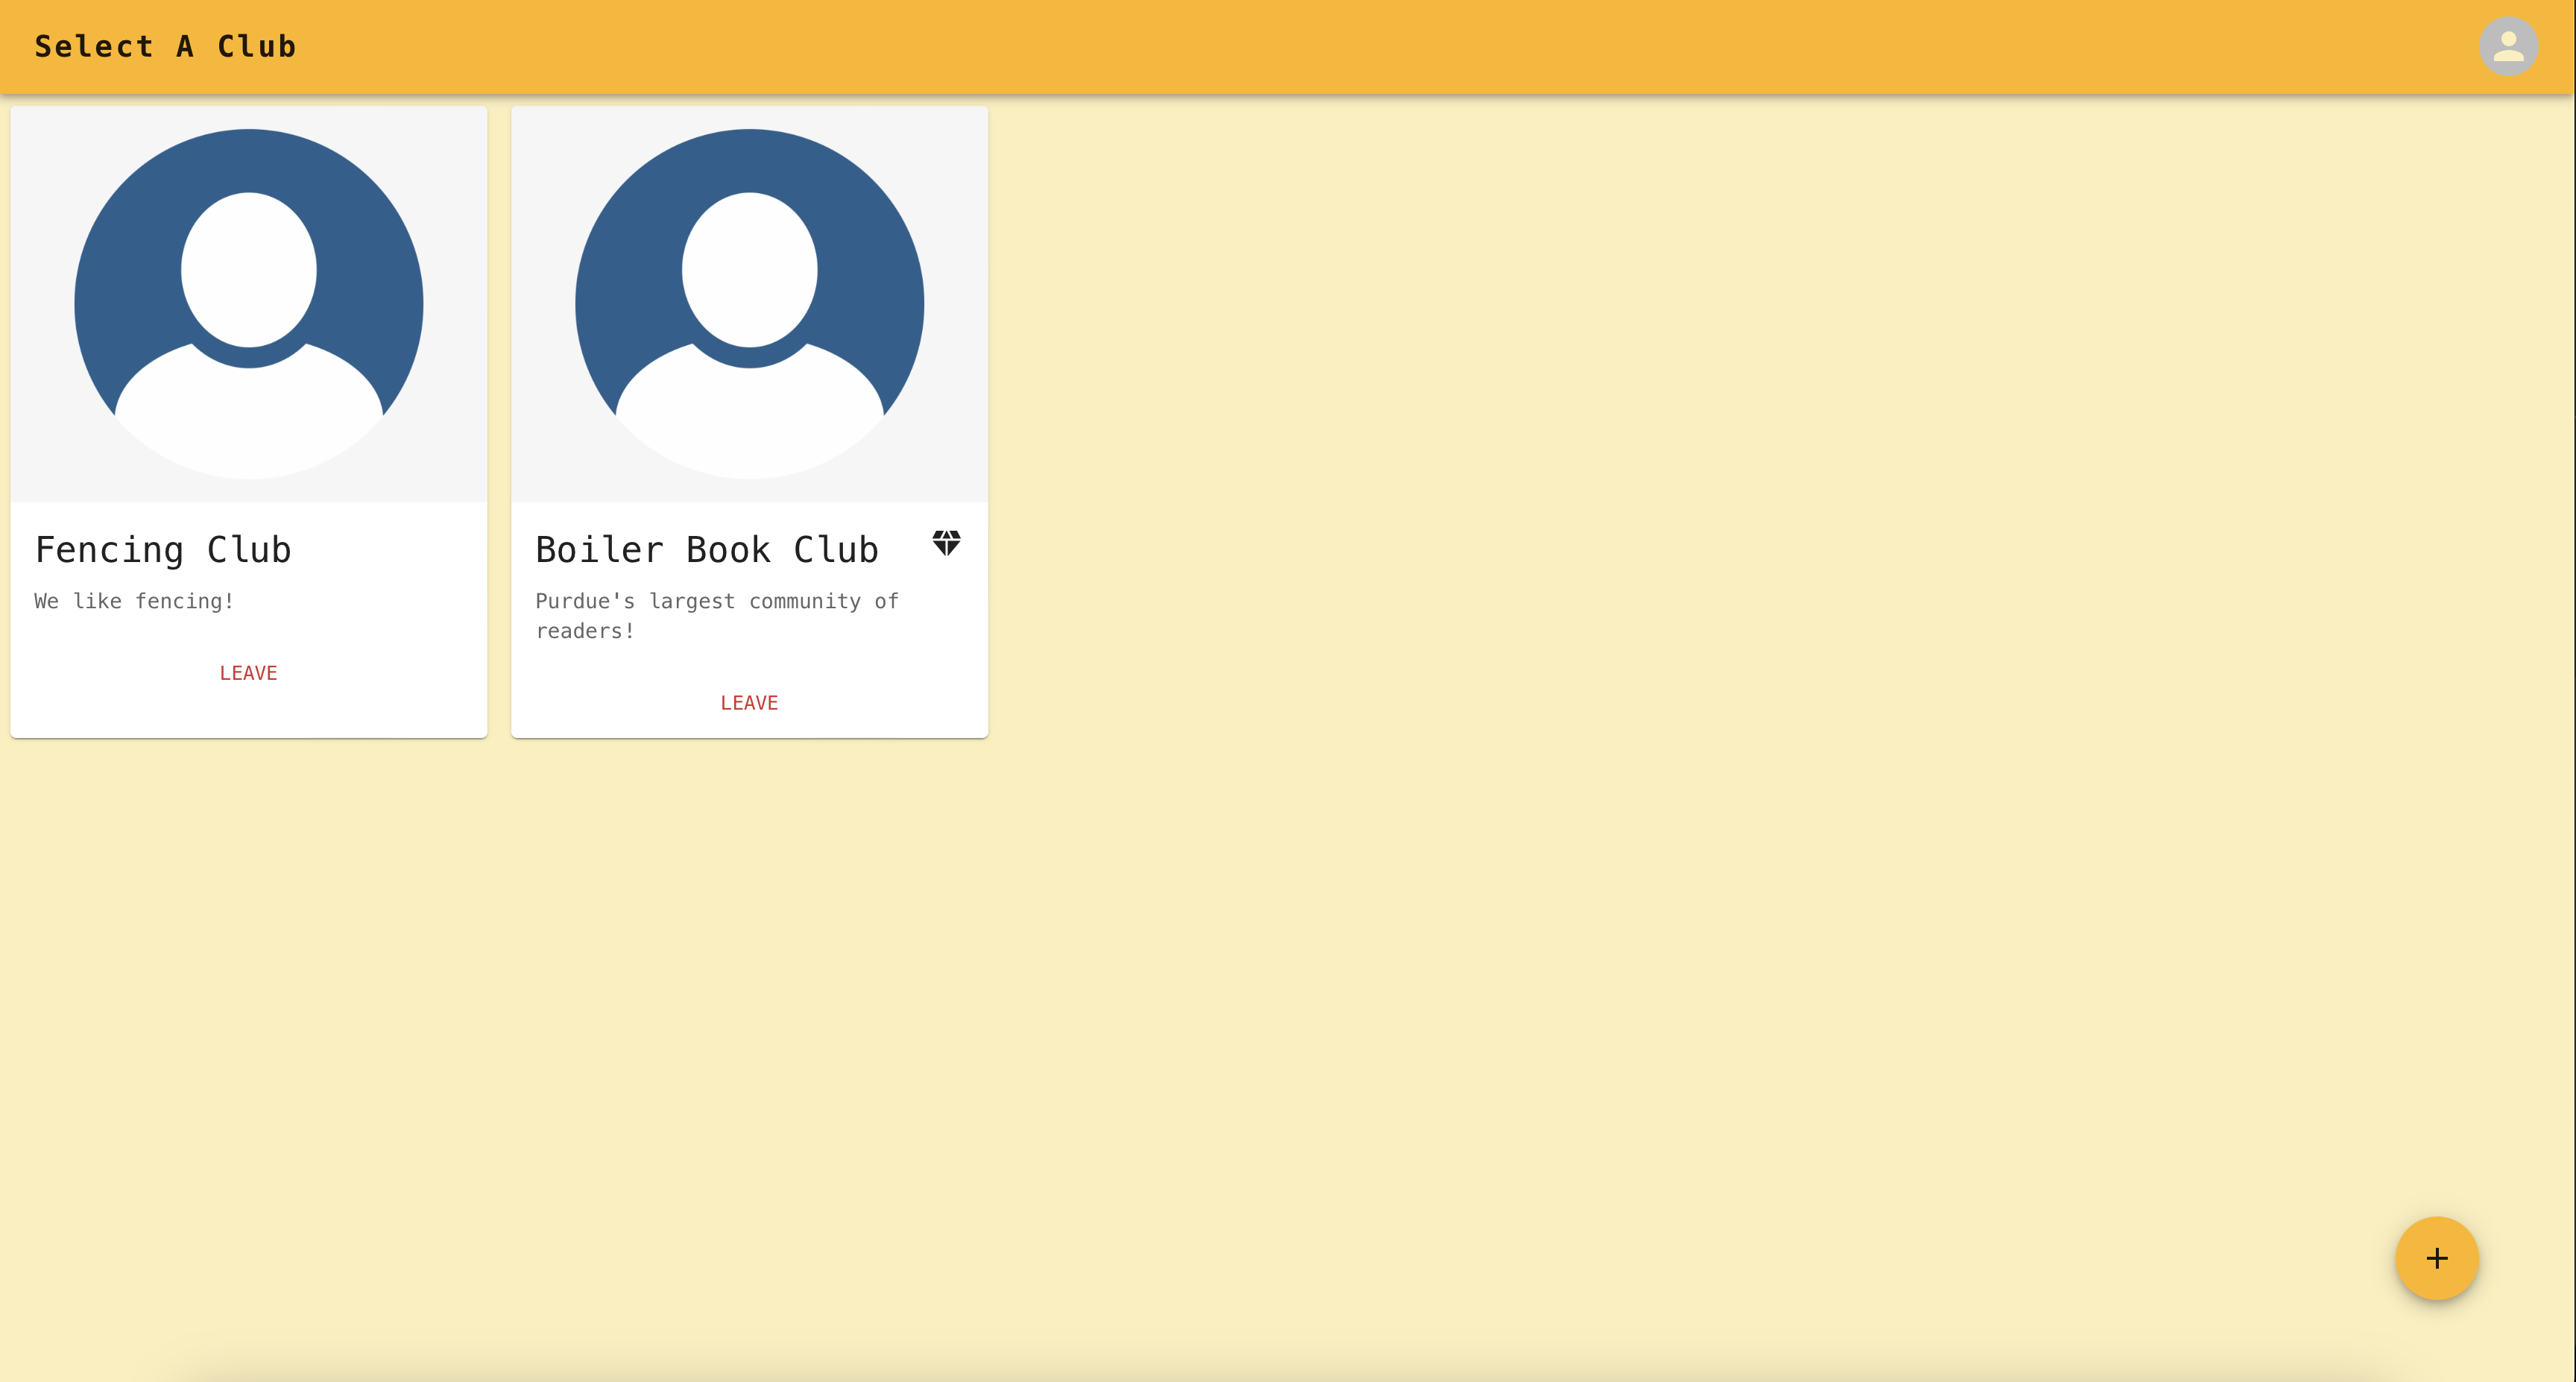 Select A Club
Fencing Club
We like fencing!
LEAVE
Boiler Book Club
Purdue's largest community of
readers!
LEAVE